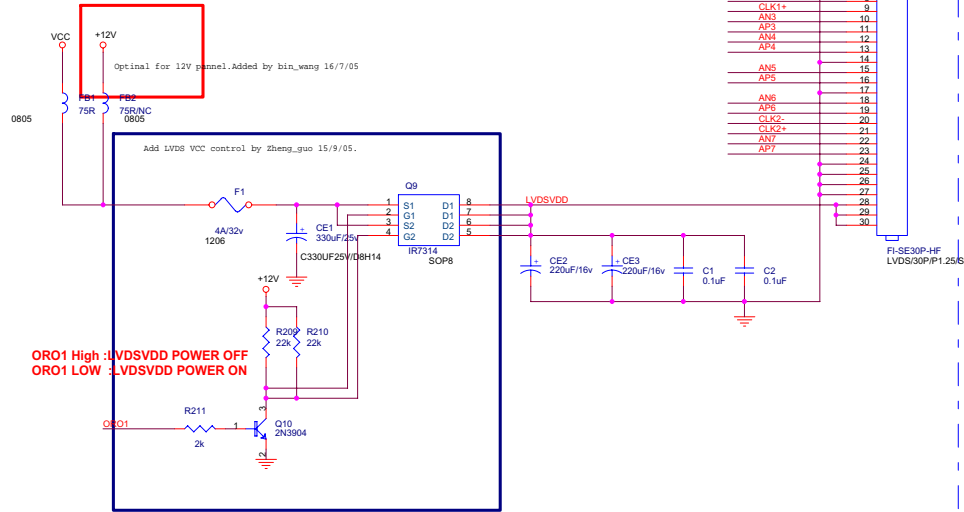 VCC
+12V
Optinal for 12V pannel.Added by bin_wang 16/7/05
FB1
75R
0805
FB2
75R/NC
0805
Add LVDS VCC control by Zheng_guo 15/9/05.
F1
4A/32v
1206
CE1
330uF/25v
C330UF25V/D8H14
Q9
1 S1 D1 8
2 G1 D1 7
3 S2 D2 6
4 G2 D2 5
IR7314
SOP8
LVDSVDD
+12V
R209
22k
R210
22k
ORO1 High :LVDSVDD POWER OFF
ORO1 LOW :LVDSVDD POWER ON
ORO1
R211
2k
1
3
2
Q10
2N3904
CE2
220uF/16v
CE3
220uF/16v
C1
0.1uF
C2
0.1uF
CLK1+ 9
AN3 10
AP3 11
AN4 12
AP4 13
14
AN5 15
AP5 16
17
AN6 18
AP6 19
CLK2- 20
CLK2+ 21
AN7 22
AP7 23
24
25
26
27
28
29
30
FI-SE30P-HF
LVDS/30P/P1.25/S